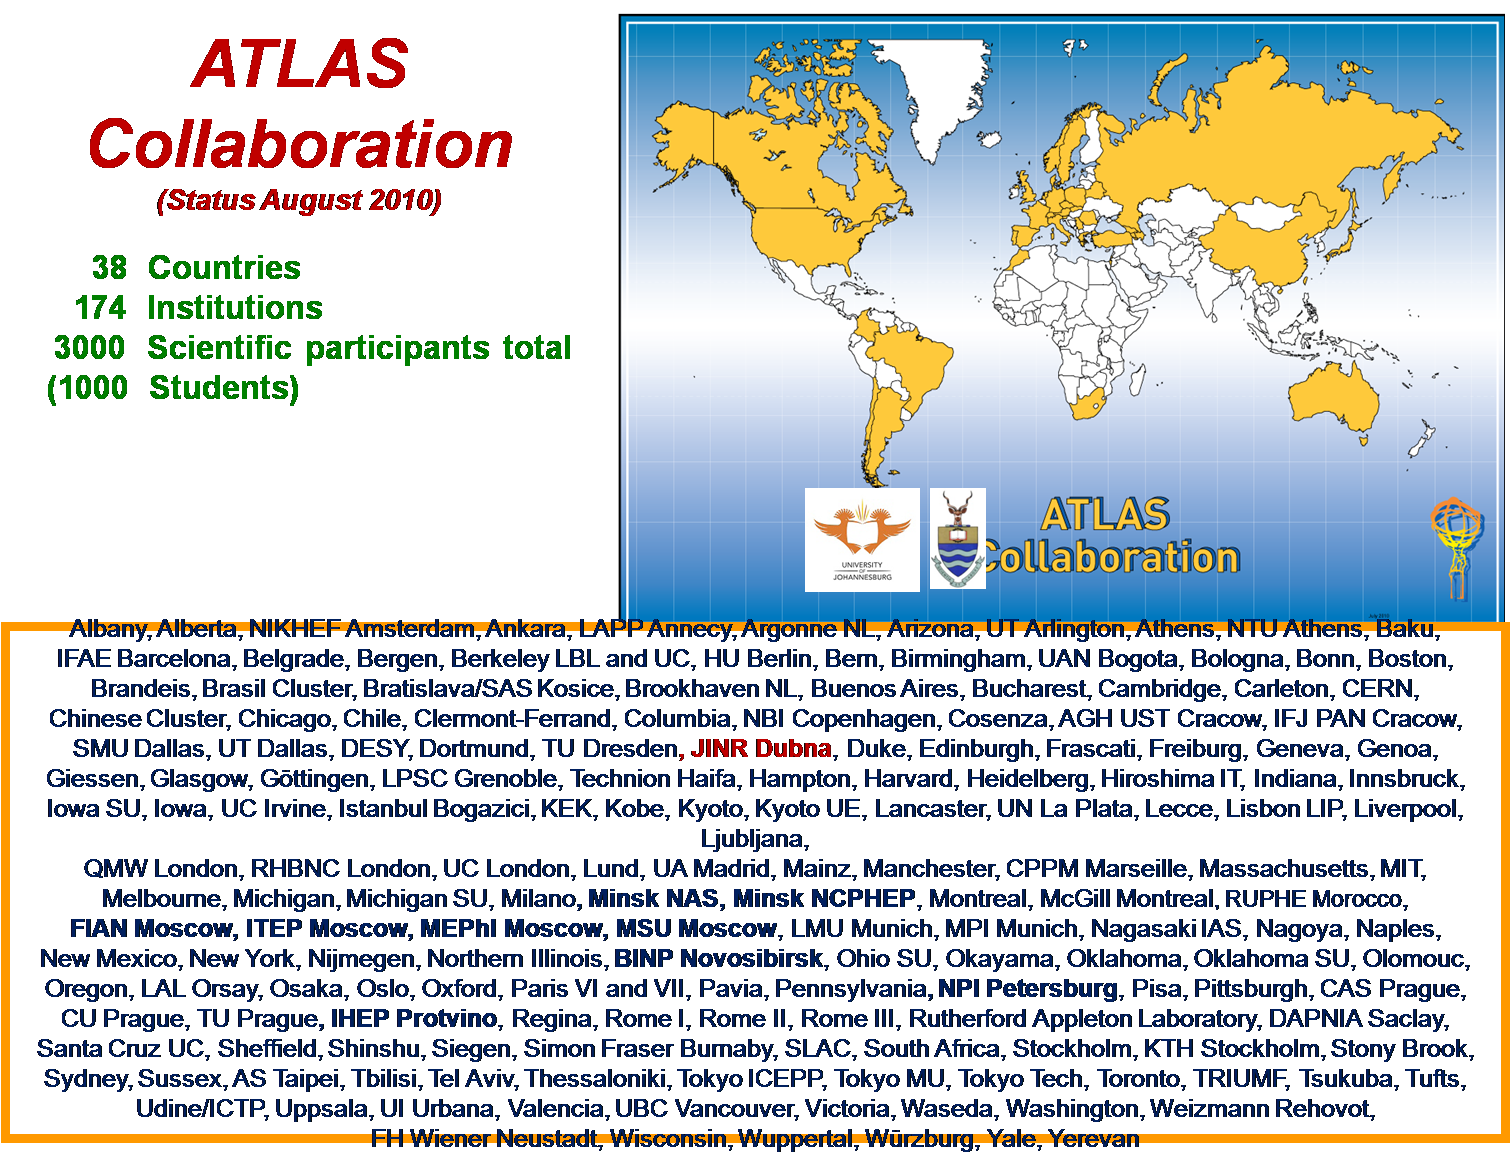 ATLAS
Collaboration
(Status August 2010)
38 Countries
174 Institutions
3000 Scientific participants total
(1000 Students)
UNIVERSITY
OF
JOHANNESBURG
ATLAS
Collaboration
Albany, Alberta, NIKHEF Amsterdam, Ankara, LAPP Annecy, Argonne NL, Arizona, UT Arlington, Athens, NTU Athens, Baku,
IFAE Barcelona, Belgrade, Bergen, Berkeley LBL and UC, HU Berlin, Bern, Birmingham, UAN Bogota, Bologna, Bonn, Boston,
Brandeis, Brasil Cluster, Bratislava/SAS Kosice, Brookhaven NL, Buenos Aires, Bucharest, Cambridge, Carleton, CERN,
Chinese Cluster, Chicago, Chile, Clermont-Ferrand, Columbia, NBI Copenhagen, Cosenza, AGH UST Cracow, IFJ PAN Cracow,
SMU Dallas, UT Dallas, DESY, Dortmund, TU Dresden, JINR Dubna, Duke, Edinburgh, Frascati, Freiburg, Geneva, Genoa,
Giessen, Glasgow, Göttingen, LPSC Grenoble, Technion Haifa, Hampton, Harvard, Heidelberg, Hiroshima IT, Indiana, Innsbruck,
Iowa SU, Iowa, UC Irvine, Istanbul Bogazici, KEK, Kobe, Kyoto, Kyoto UE, Lancaster, UN La Plata, Lecce, Lisbon LIP, Liverpool,
Ljubljana,
QMW London, RHBNC London, UC London, Lund, UA Madrid, Mainz, Manchester, CPPM Marseille, Massachusetts, MIT,
Melbourne, Michigan, Michigan SU, Milano, Minsk NAS, Minsk NCPHEP, Montreal, McGill Montreal, RUPHE Morocco,
FIAN Moscow, ITEP Moscow, MEPhI Moscow, MSU Moscow, LMU Munich, MPI Munich, Nagasaki IAS, Nagoya, Naples,
New Mexico, New York, Nijmegen, Northern Illinois, BINP Novosibirsk, Ohio SU, Okayama, Oklahoma, Oklahoma SU, Olomouc,
Oregon, LAL Orsay, Osaka, Oslo, Oxford, Paris VI and VII, Pavia, Pennsylvania, NPI Petersburg, Pisa, Pittsburgh, CAS Prague,
CU Prague, TU Prague, IHEP Protvino, Regina, Rome I, Rome II, Rome III, Rutherford Appleton Laboratory, DAPNIA Saclay,
Santa Cruz UC, Sheffield, Shinshu, Siegen, Simon Fraser Burnaby, SLAC, South Africa, Stockholm, KTH Stockholm, Stony Brook,
Sydney, Sussex, AS Taipei, Tbilisi, Tel Aviv, Thessaloniki, Tokyo ICEPP, Tokyo MU, Tokyo Tech, Toronto, TRIUMF, Tsukuba, Tufts,
Udine/ICTP, Uppsala, UI Urbana, Valencia, UBC Vancouver, Victoria, Waseda, Washington, Weizmann Rehovot,
FH Wiener Neustadt, Wisconsin, Wuppertal, Würzburg, Yale, Yerevan